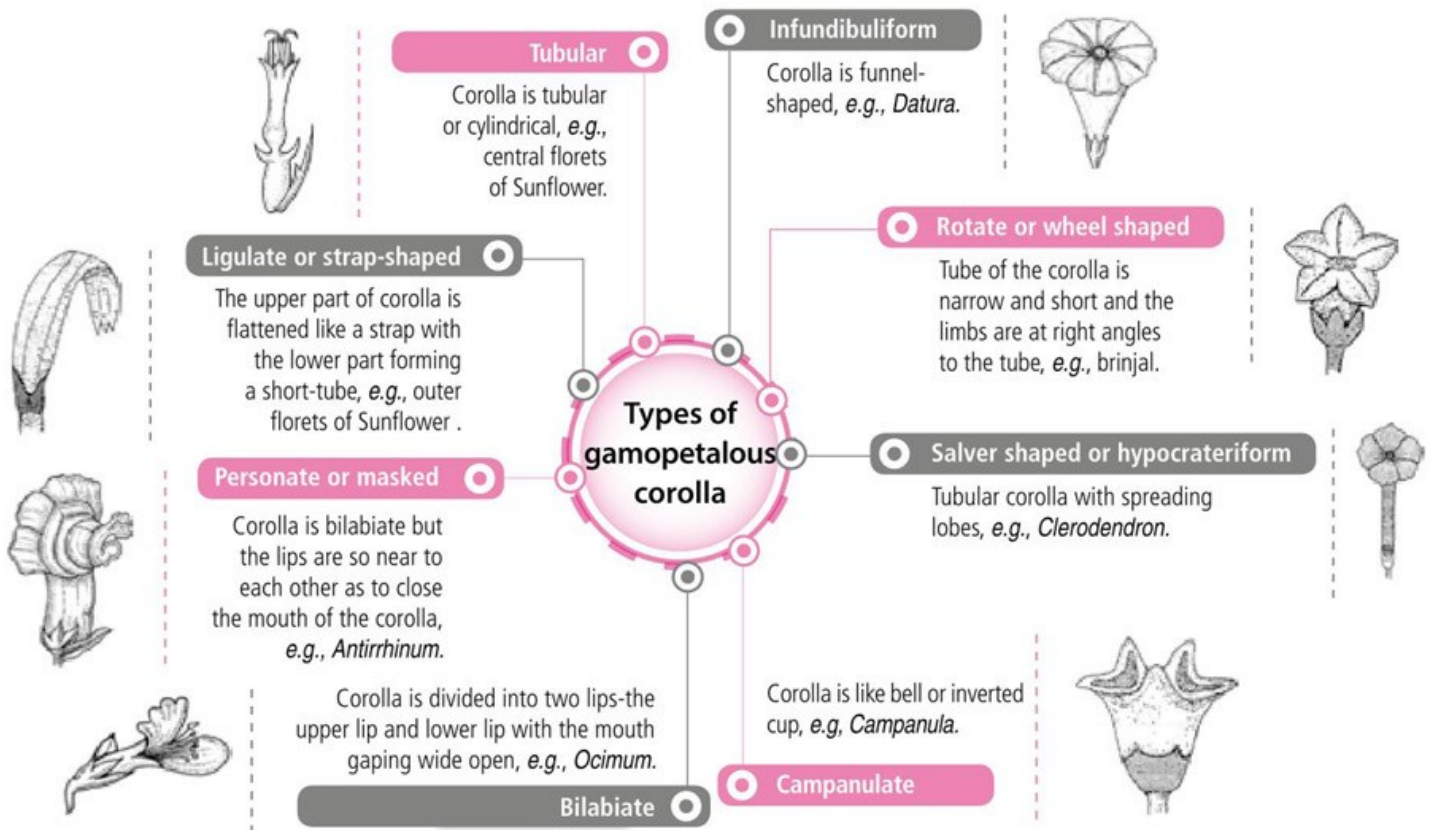 Types of
gamopetalous
corolla
Tubular
Corolla is tubular
or cylindrical, e.g.,
central florets
of Sunflower.
Infundibuliform
Corolla is funnel-
shaped, e.g., Datura.
Ligulate or strap-shaped
The upper part of corolla is
flattened like a strap with
the lower part forming
a short-tube, e.g., outer
florets of Sunflower .
Rotate or wheel shaped
Tube of the corolla is
narrow and short and the
limbs are at right angles
to the tube, e.g., brinjal.
Personate or masked
Corolla is bilabiate but
the lips are so near to
each other as to close
the mouth of the corolla,
e.g., Antirrhinum.
Salver shaped or hypocrateriform
Tubular corolla with spreading
lobes, e.g., Clerodendron.
Corolla is divided into two lips-the
upper lip and lower lip with the mouth
gaping wide open, e.g., Ocimum.
Bilabiate
Corolla is like bell or inverted
cup, e.g, Campanula.
Campanulate